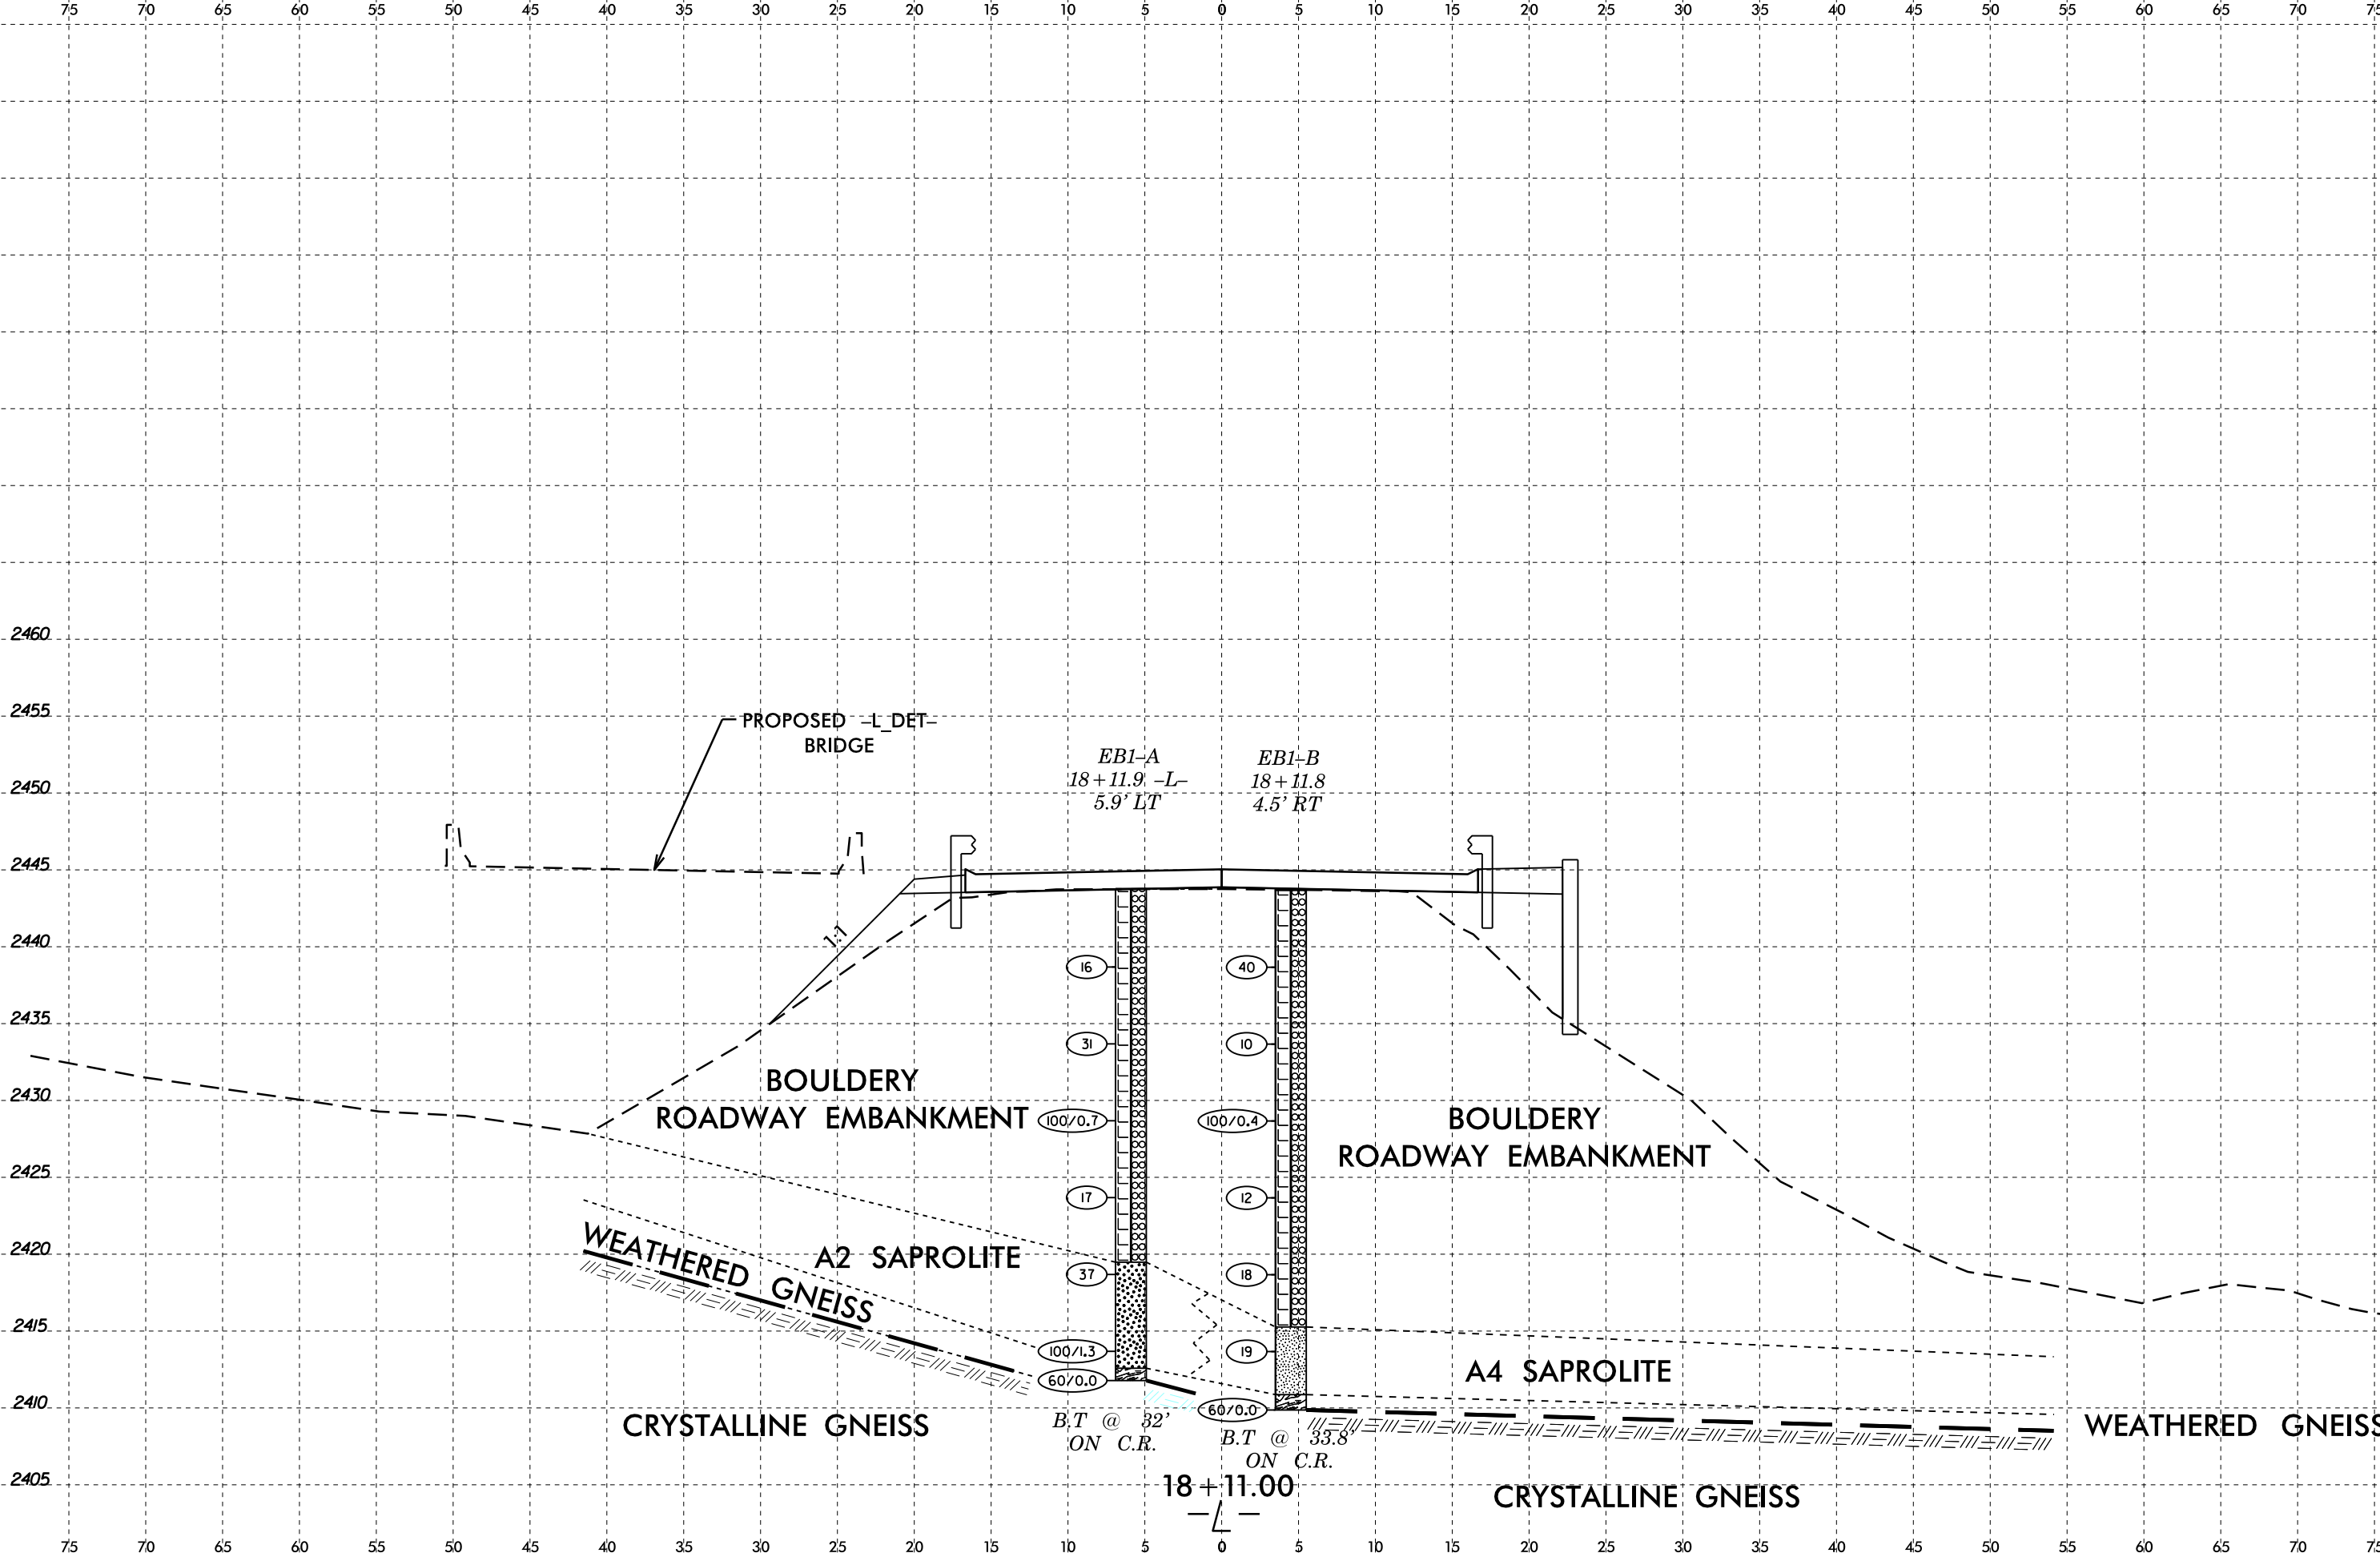 75 70 65 60 55 50 45 40 35 30 25 20 15 10 5 0 5 10 15 20 25 30 35 40 45 50 55 60 65 70 75
2460
2455
PROPOSED –L_DET–
BRIDGE
EB1–A
18+11.9 –L–
5.9' LT
EB1–B
18+11.8
4.5' RT
2450
2445
2440
1:1
16
40
2435
31
10
2430
BOULDERY
ROADWAY EMBANKMENT
100/0.7
100/0.4
BOULDERY
ROADWAY EMBANKMENT
2425
17
12
2420
WEATHERED GNEISS
A2 SAPROLITE
37
18
2415
100/1.3
19
A4 SAPROLITE
60/0.0
2410
60/0.0
CRYSTALLINE GNEISS
B.T @ 32'
ON C.R.
B.T @ 33.8'
ON C.R.
WEATHERED GNEISS
2405
18+11.00
–L–
CRYSTALLINE GNEISS
75 70 65 60 55 50 45 40 35 30 25 20 15 10 5 0 5 10 15 20 25 30 35 40 45 50 55 60 65 70 75